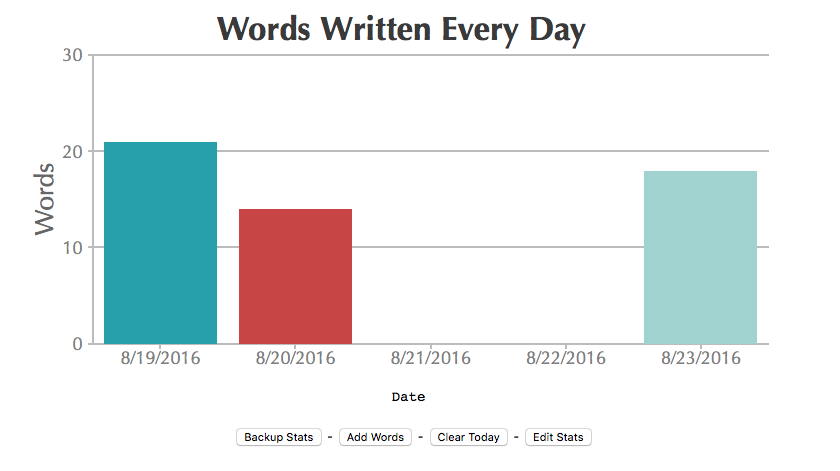 Words Written Every Day
30
20
10
0
Words
8/19/2016 8/20/2016 8/21/2016 8/22/2016 8/23/2016
Date
Backup Stats - Add Words - Clear Today - Edit Stats